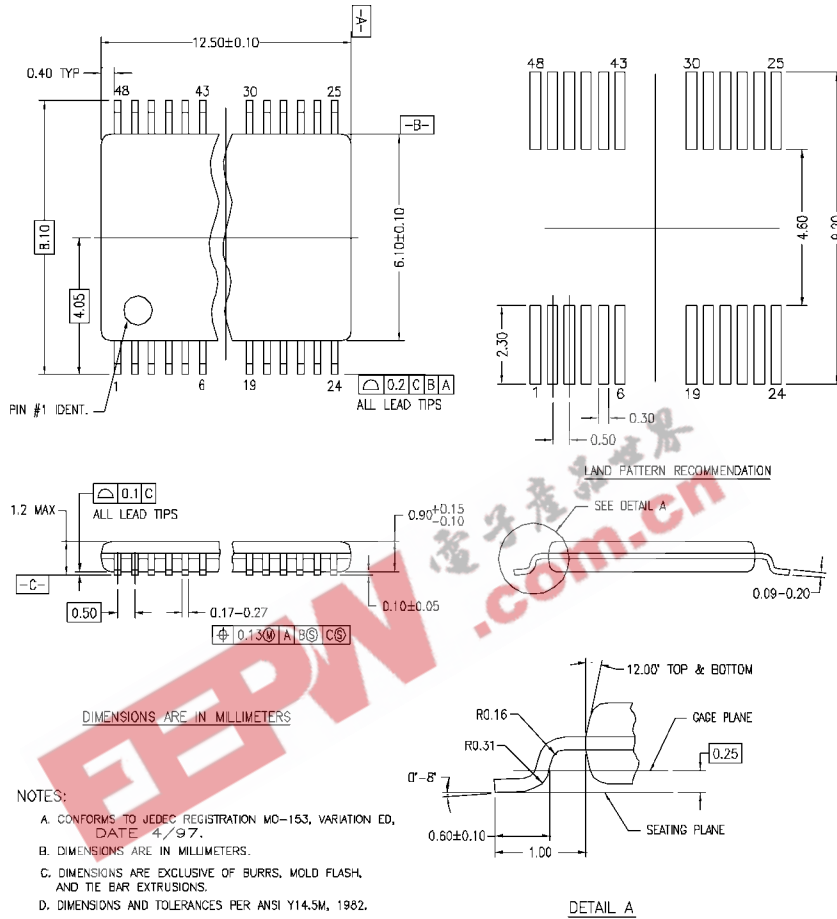 -A-
12.50±0.10
0.40 TYP
48 43 30 25
-B-
8.10
4.05
6.10±0.10
1 6 19 24
PIN #1 IDENT.
0.2 C B A
ALL LEAD TIPS
48 43 30 25
4.60
9.20
2.30
1 6 19 24
0.30
0.50
LAND PATTERN RECOMMENDATION
0.1 C
ALL LEAD TIPS
1.2 MAX
0.90+0.15
-0.10
-C-
0.50
0.17-0.27
0.10±0.05
⌖ 0.13Ⓜ A BⓈ CⓈ
SEE DETAIL A
0.09-0.20
電子產品世界
EEPW.com.cn
DIMENSIONS ARE IN MILLIMETERS
12.00° TOP & BOTTOM
R0.16
R0.31
GAGE PLANE
0.25
0°-8°
SEATING PLANE
0.60±0.10
1.00
DETAIL A
NOTES:
A. CONFORMS TO JEDEC REGISTRATION MO-153, VARIATION ED,
DATE 4/97.
B. DIMENSIONS ARE IN MILLIMETERS.
C. DIMENSIONS ARE EXCLUSIVE OF BURRS, MOLD FLASH,
AND TIE BAR EXTRUSIONS.
D. DIMENSIONS AND TOLERANCES PER ANSI Y14.5M, 1982.